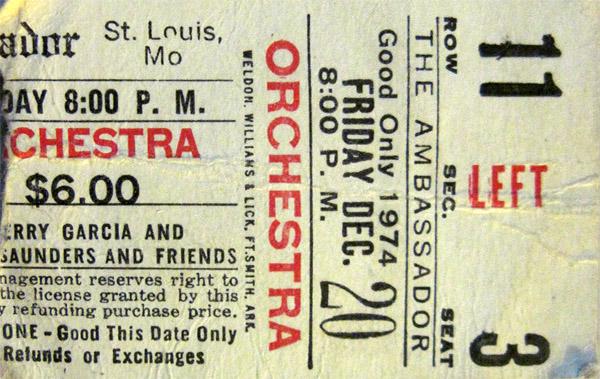 ador St. Louis,
Mo
DAY 8:00 P. M.
CHESTRA
$6.00
ERRY GARCIA AND
SAUNDERS AND FRIENDS
nagement reserves right to
the license granted by this
y refunding purchase price.
ONE - Good This Date Only
Refunds or Exchanges
WELDON, WILLIAMS & LICK, FT. SMITH, ARK.
ORCHESTRA
8:00 P. M.
FRIDAY DEC. 20
Good Only 1974
THE AMBASSADOR
ROW SEC. SEAT
11 LEFT 3